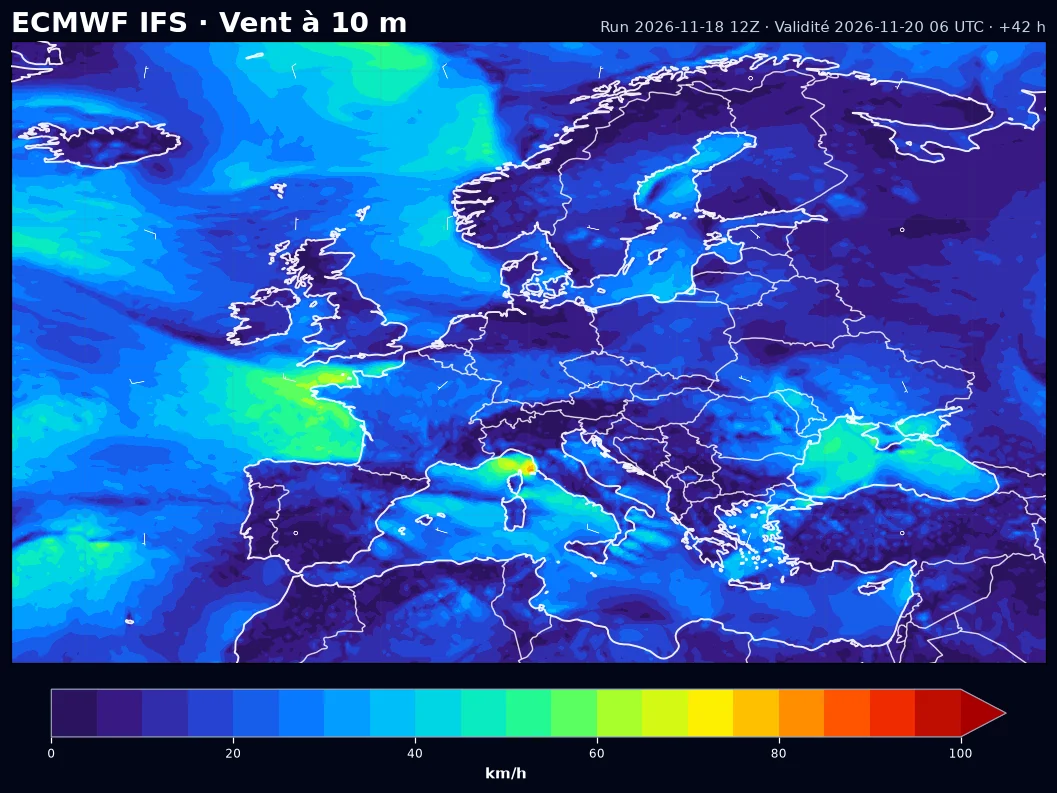 ECMWF IFS · Vent à 10 m
Run 2026-11-18 12Z · Validité 2026-11-20 06 UTC · +42 h
0 20 40 60 80 100
km/h